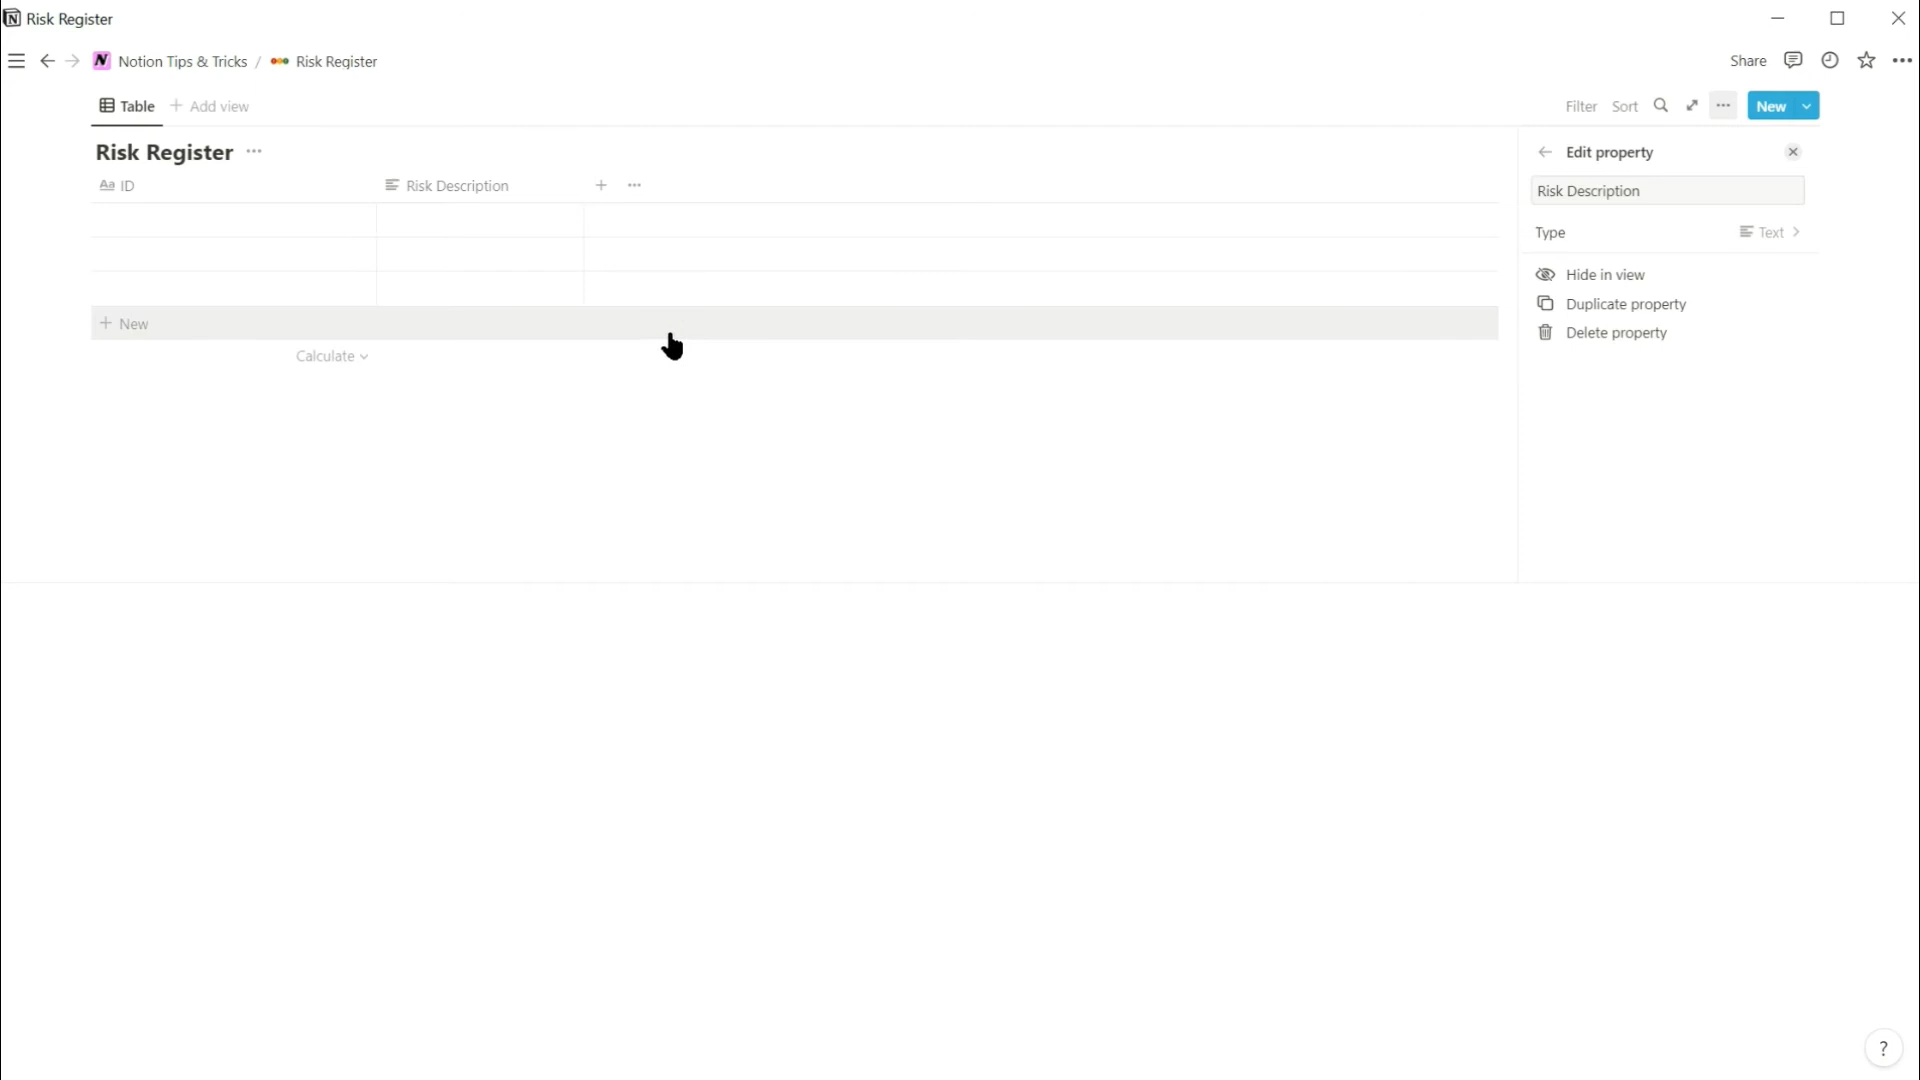 Risk Register
Notion Tips & Tricks / Risk Register
Share
Table
Add view
Filter
Sort
New
Risk Register
Aa ID
Risk Description
Edit property
Risk Description
Type
Text
Hide in view
Duplicate property
Delete property
+ New
Calculate
?